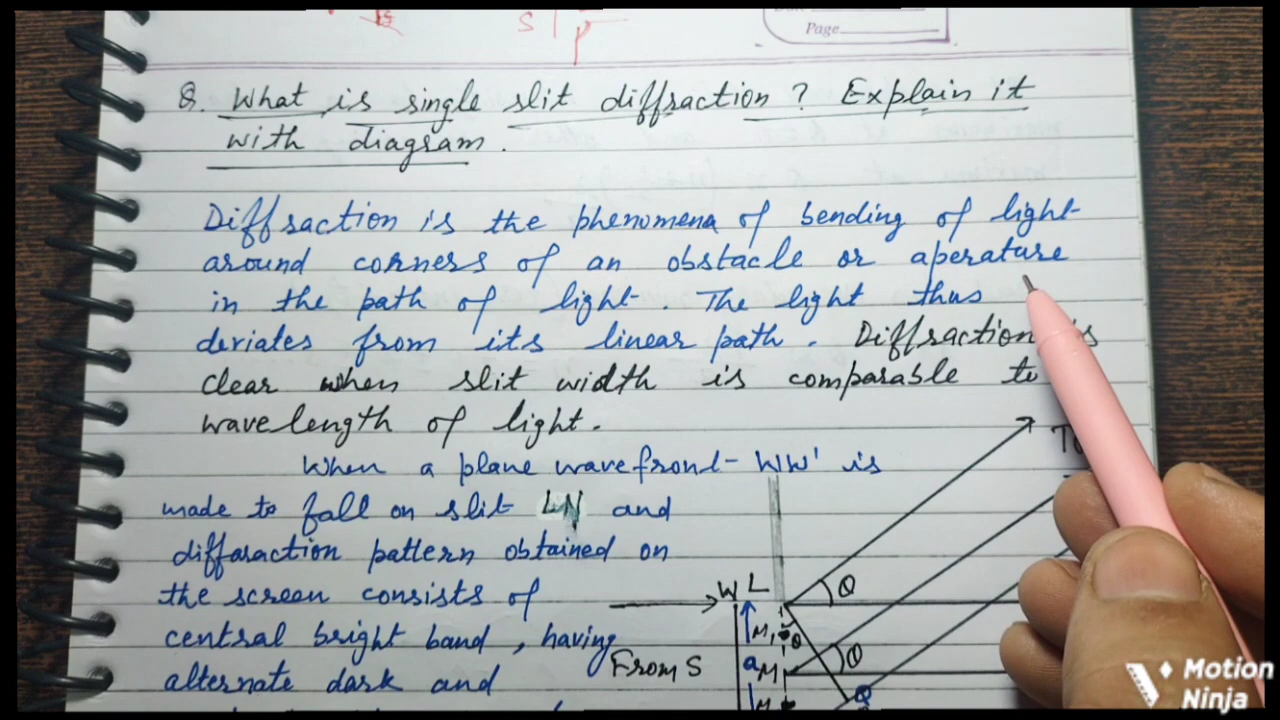 S
P
Page
Q. What is single slit diffraction ? Explain it
with diagram.
Diffraction is the phenomena of bending of light
around corners of an obstacle or aperature
in the path of light. The light thus
deviates from its linear path. Diffraction is
clear when slit width is comparable to
wavelength of light.
When a plane wavefront WW' is
made to fall on slit LN and
diffraction pattern obtained on
the screen consists of
central bright band, having
alternate dark and
W L
θ
M₁ θ
From S
a M θ
Motion
Ninja